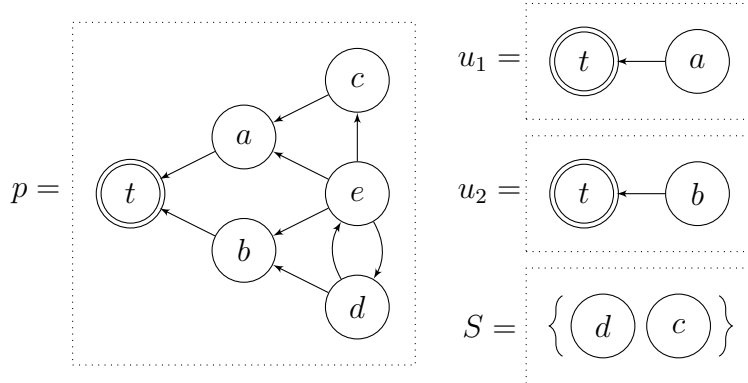 p =
c
a
t
e
b
d
u₁ =
t a
u₂ =
t b
S = { d c }